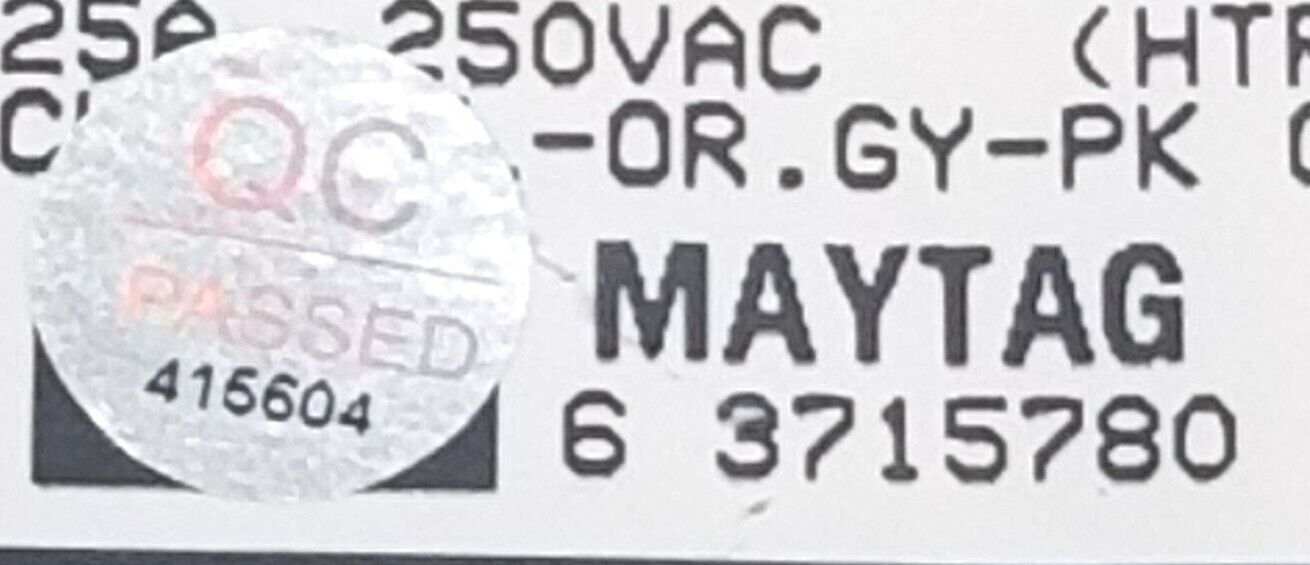 25A 250VAC (HTR
-OR.GY-PK
QC
PASSED
415604
MAYTAG
6 3715780